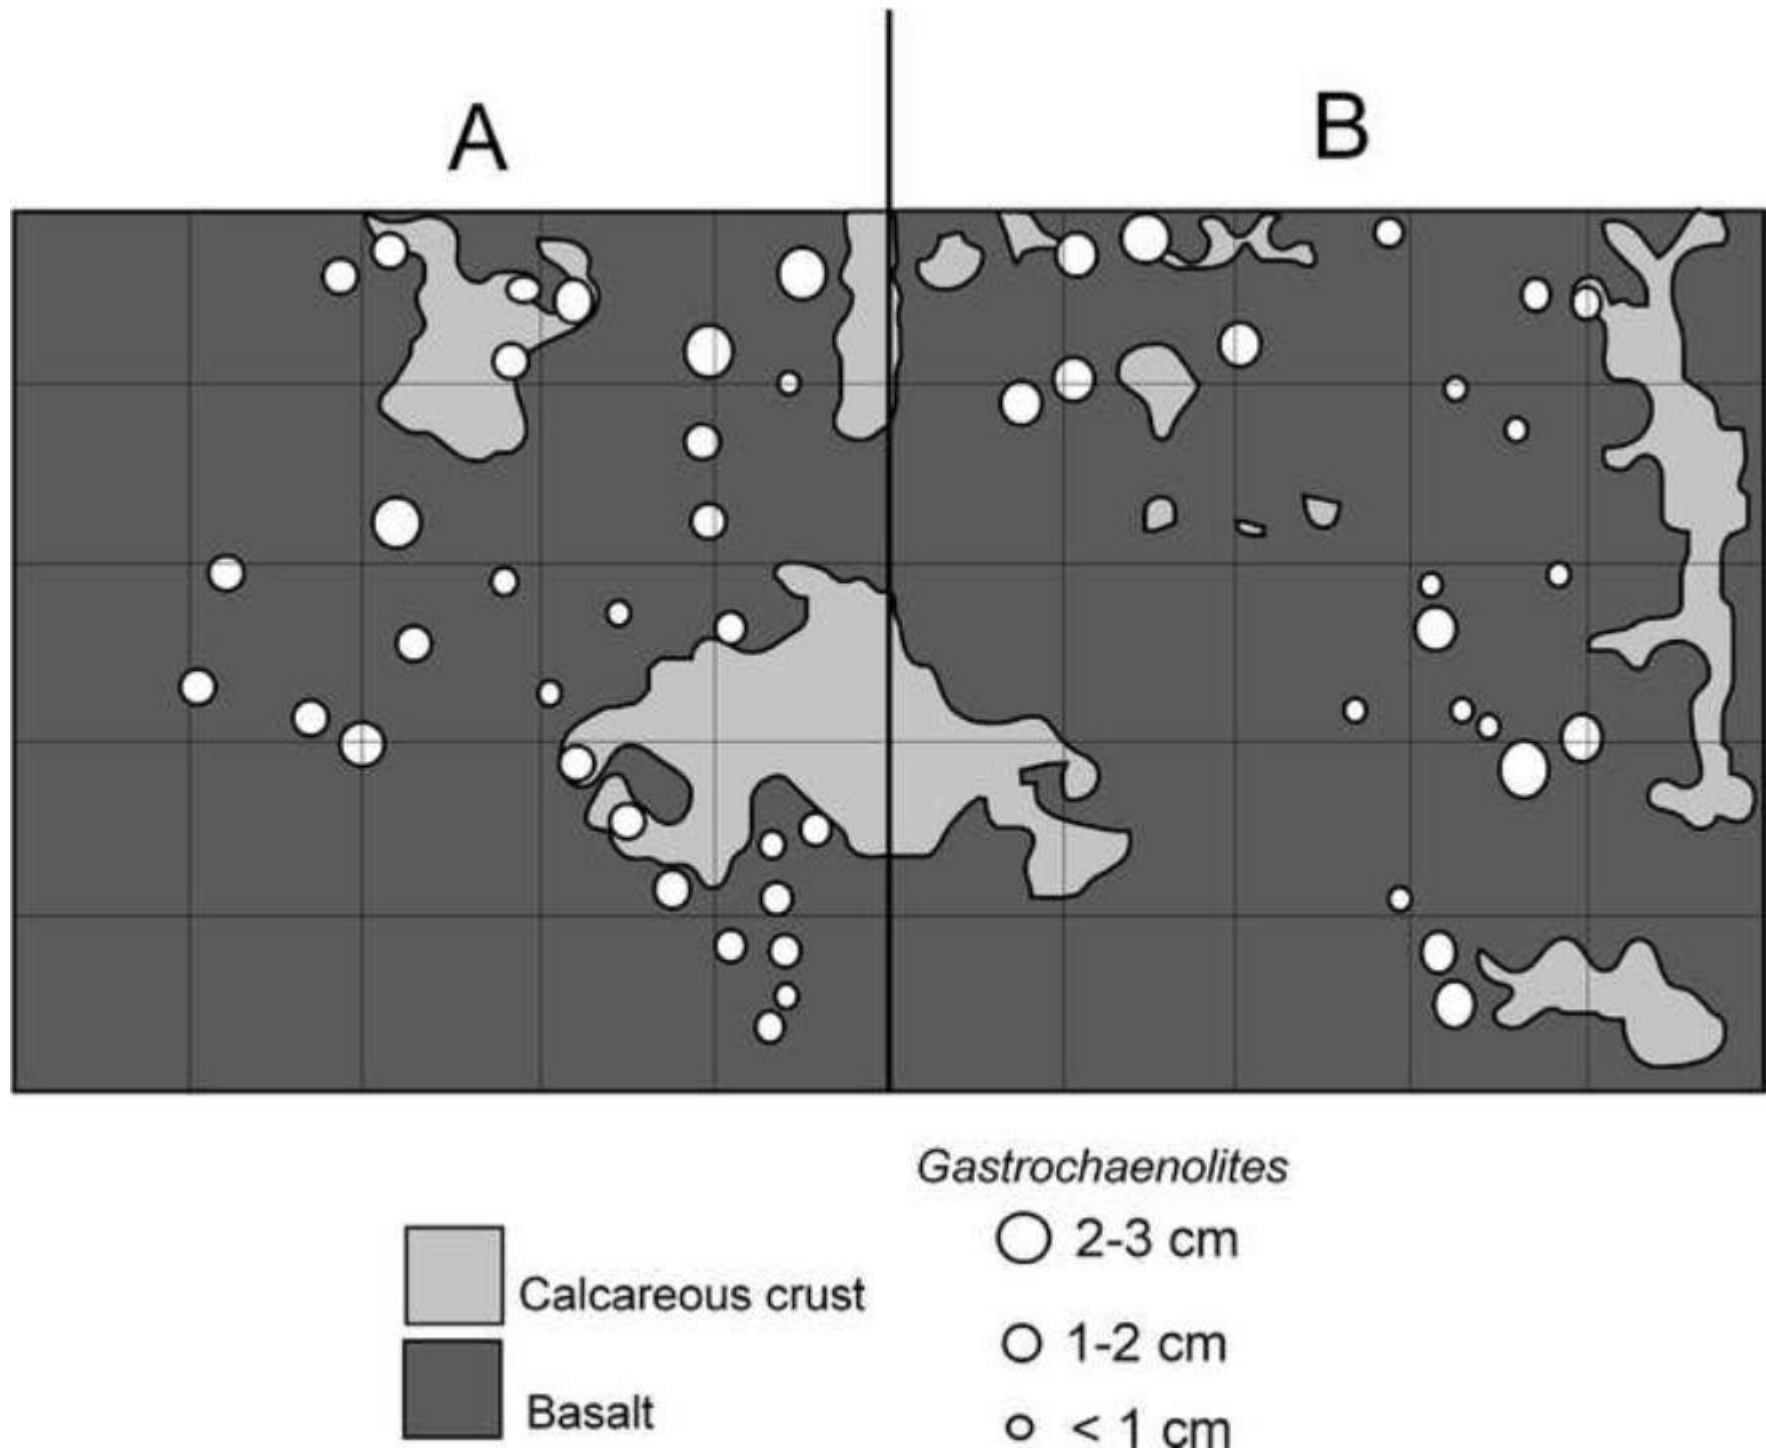 A
B
Gastrochaenolites
2-3 cm
Calcareous crust
1-2 cm
Basalt
< 1 cm